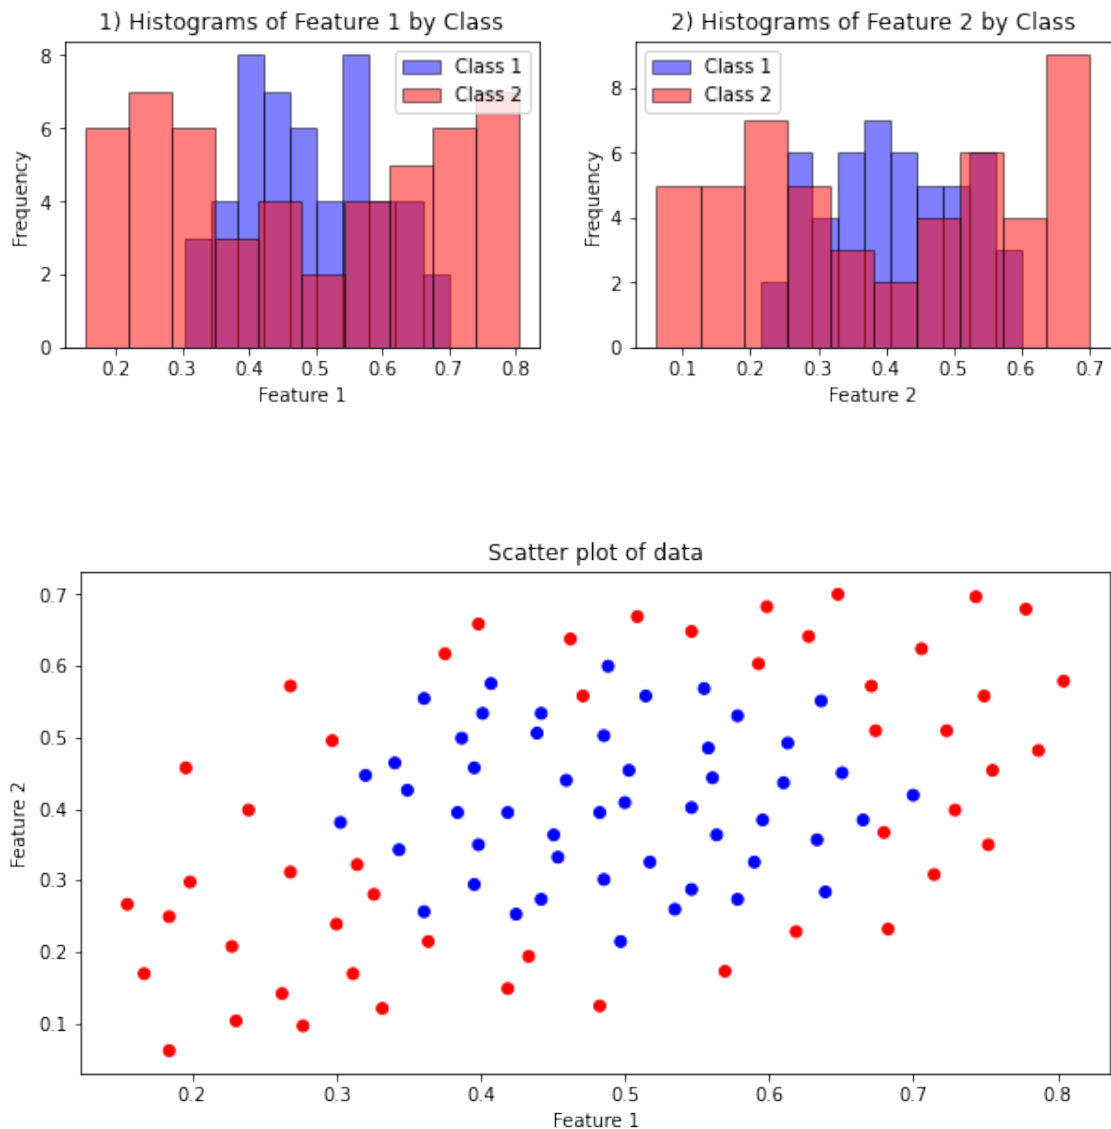 1) Histograms of Feature 1 by Class
8
6
4
2
0
Frequency
Class 1
Class 2
0.2 0.3 0.4 0.5 0.6 0.7 0.8
Feature 1
2) Histograms of Feature 2 by Class
8
6
4
2
0
Frequency
Class 1
Class 2
0.1 0.2 0.3 0.4 0.5 0.6 0.7
Feature 2
Scatter plot of data
0.7
0.6
0.5
0.4
0.3
0.2
0.1
Feature 2
0.2 0.3 0.4 0.5 0.6 0.7 0.8
Feature 1